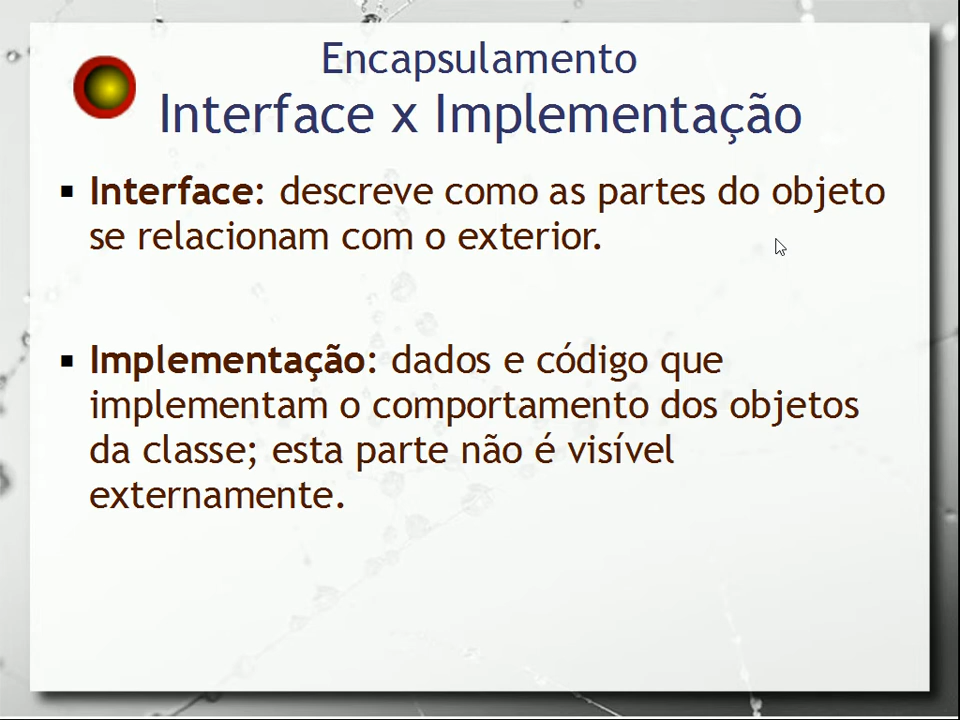 Encapsulamento
Interface x Implementação
Interface: descreve como as partes do objeto
se relacionam com o exterior.
Implementação: dados e código que
implementam o comportamento dos objetos
da classe; esta parte não é visível
externamente.